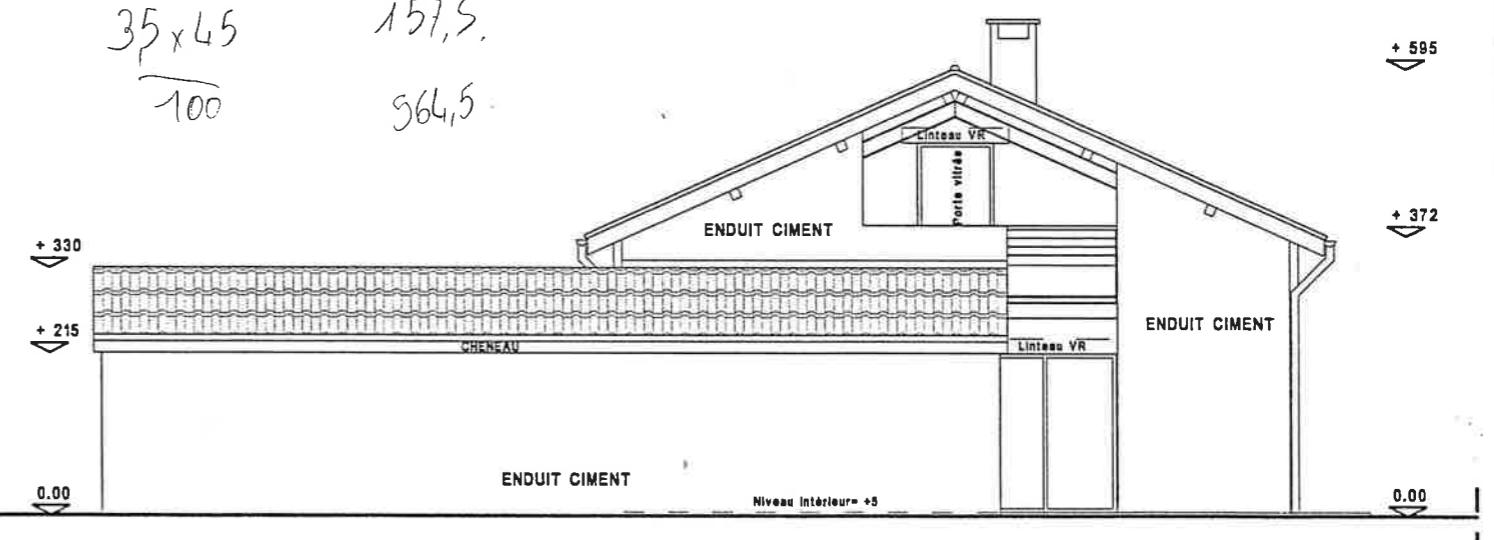 35 x 45
100
157,5.
964,5
+ 595
Linteau VR
Porte vitrée
+ 372
ENDUIT CIMENT
+ 330
ENDUIT CIMENT
+ 215
CHENEAU
Linteau VR
ENDUIT CIMENT
Niveau Intérieur= +5
0.00
0.00